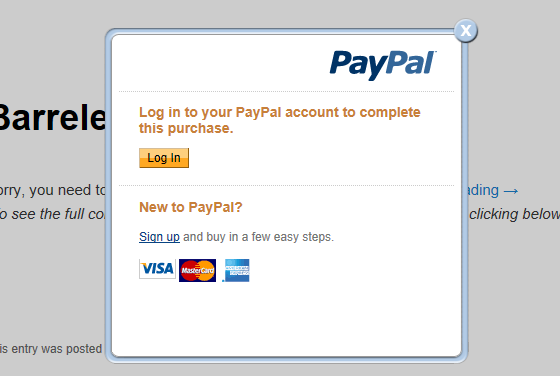 X
PayPal
Barrele
Log in to your PayPal account to complete
this purchase.
Log In
orry, you need to
ading →
New to PayPal?
o see the full co
clicking below
Sign up and buy in a few easy steps.
VISA MasterCard
is entry was posted